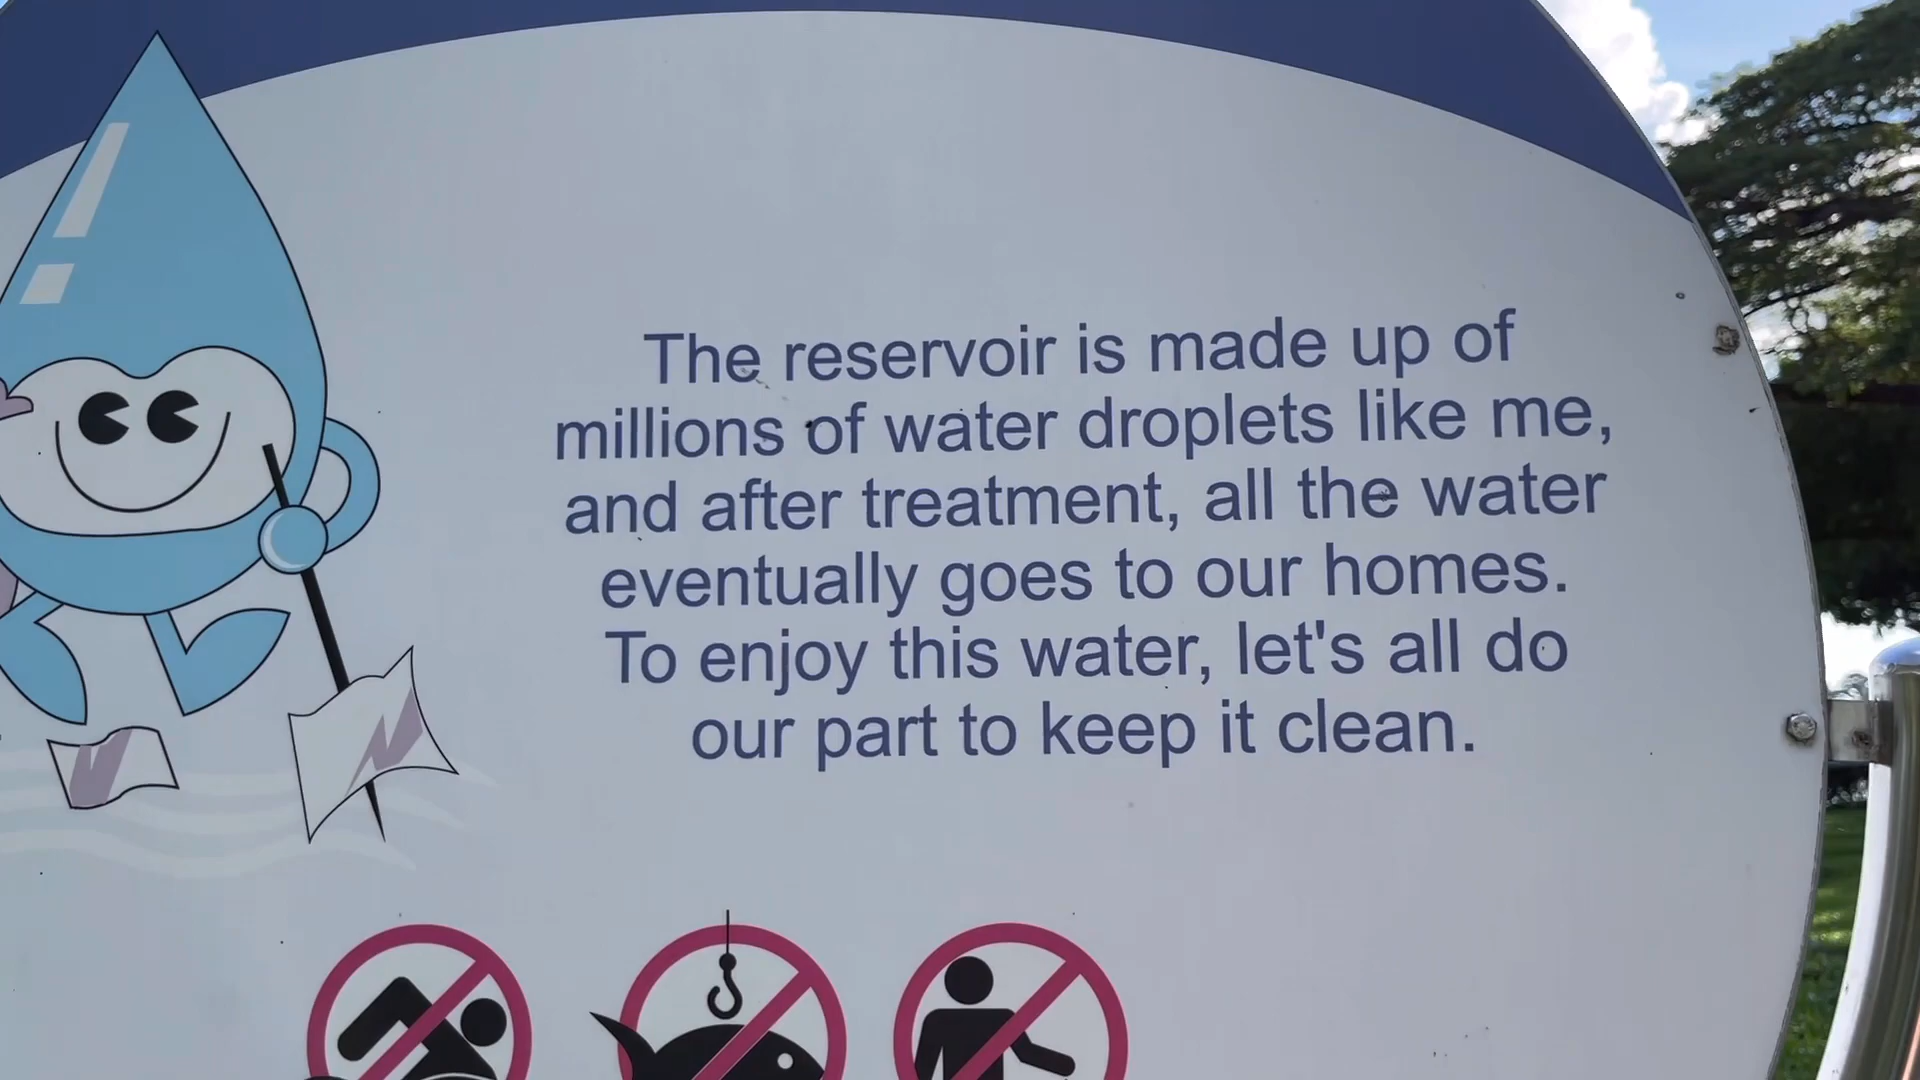 The reservoir is made up of
millions of water droplets like me,
and after treatment, all the water
eventually goes to our homes.
To enjoy this water, let's all do
our part to keep it clean.